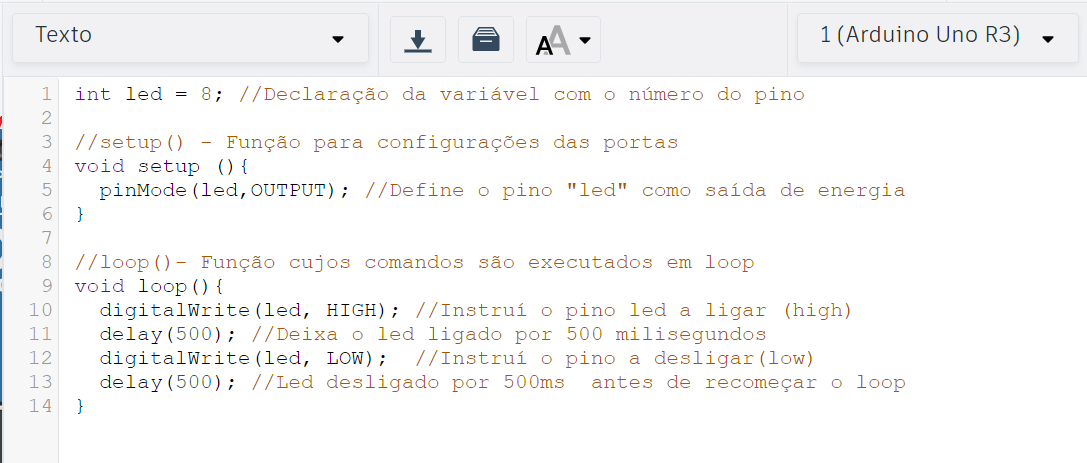 Texto
1 (Arduino Uno R3)
1 int led = 8; //Declaração da variável com o número do pino
2
3 //setup() - Função para configurações das portas
4 void setup (){
5   pinMode(led,OUTPUT); //Define o pino "led" como saída de energia
6 }
7
8 //loop()- Função cujos comandos são executados em loop
9 void loop(){
10   digitalWrite(led, HIGH); //Instruí o pino led a ligar (high)
11   delay(500); //Deixa o led ligado por 500 milisegundos
12   digitalWrite(led, LOW);  //Instruí o pino a desligar(low)
13   delay(500); //Led desligado por 500ms  antes de recomeçar o loop
14 }